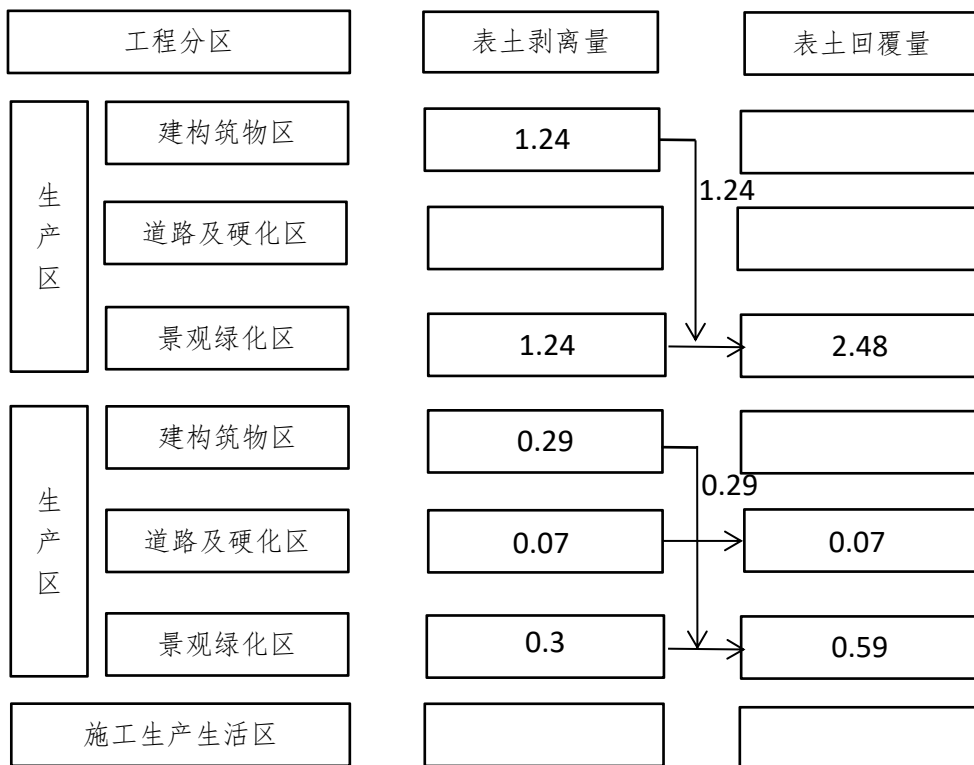 工程分区 表土剥离量 表土回覆量
生产区
建构筑物区 1.24
1.24
道路及硬化区
景观绿化区 1.24 2.48
生产区
建构筑物区 0.29
0.29
道路及硬化区 0.07 0.07
景观绿化区 0.3 0.59
施工生产生活区